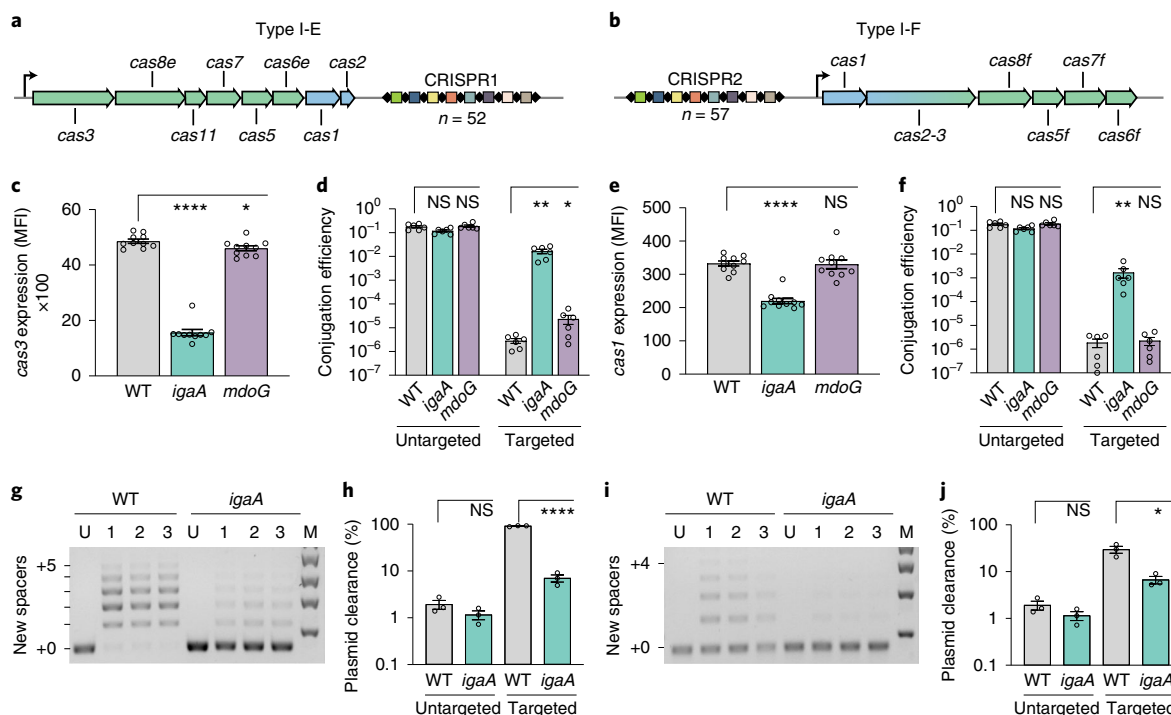 a
Type I-E
cas8e cas7 cas6e cas2
CRISPR1
n = 52
cas3 cas11 cas5 cas1
b
Type I-F
CRISPR2
n = 57
cas1 cas8f cas7f
cas2-3 cas5f cas6f
c
cas3 expression (MFI)
×100
60
40
20
0
**** *
WT igaA mdoG
d
Conjugation efficiency
10⁰
10⁻¹
10⁻²
10⁻³
10⁻⁴
10⁻⁵
10⁻⁶
10⁻⁷
NS NS ** *
WT igaA mdoG WT igaA mdoG
Untargeted Targeted
e
cas1 expression (MFI)
500
400
300
200
100
0
**** NS
WT igaA mdoG
f
Conjugation efficiency
10⁰
10⁻¹
10⁻²
10⁻³
10⁻⁴
10⁻⁵
10⁻⁶
10⁻⁷
NS NS ** NS
WT igaA mdoG WT igaA mdoG
Untargeted Targeted
g
WT igaA
U 1 2 3 U 1 2 3 M
New spacers
+5
+0
h
Plasmid clearance (%)
100
10
1
0.1
NS ****
WT igaA WT igaA
Untargeted Targeted
i
WT igaA
U 1 2 3 U 1 2 3 M
New spacers
+4
+0
j
Plasmid clearance (%)
100
10
1
0.1
NS *
WT igaA WT igaA
Untargeted Targeted